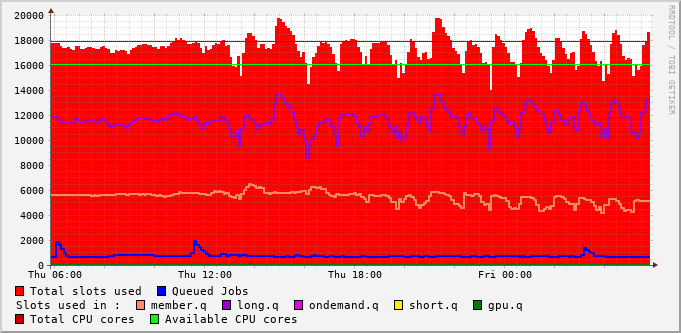 20000
18000
16000
14000
12000
10000
8000
6000
4000
2000
0
Thu 06:00 Thu 12:00 Thu 18:00 Fri 00:00
RRDTOOL / TOBI OETIKER
Total slots used Queued Jobs
Slots used in : member.q long.q ondemand.q short.q gpu.q
Total CPU cores Available CPU cores